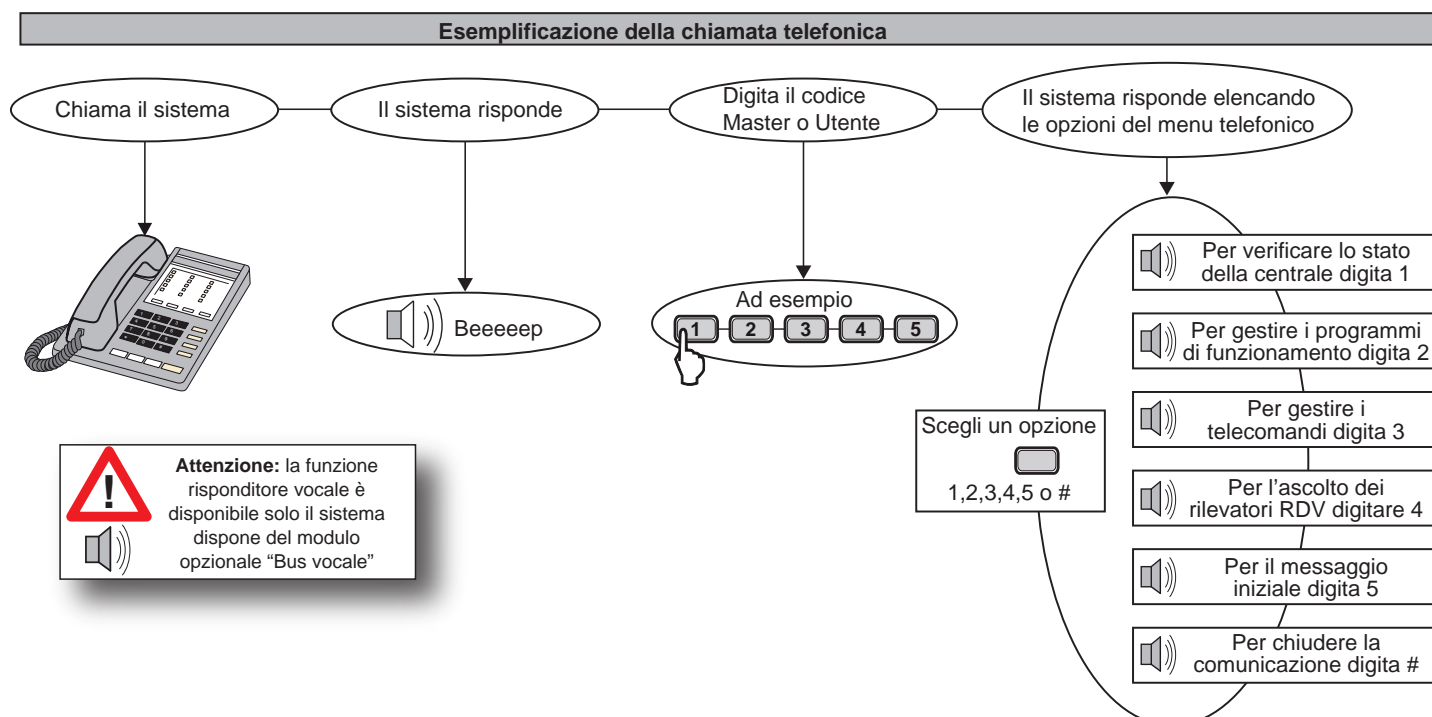 Esemplificazione della chiamata telefonica
Chiama il sistema
Il sistema risponde
Digita il codice
Master o Utente
Il sistema risponde elencando
le opzioni del menu telefonico
Beeeeep
Ad esempio
1 2 3 4 5
Per verificare lo stato
della centrale digita 1
Per gestire i programmi
di funzionamento digita 2
Per gestire i
telecomandi digita 3
Per l'ascolto dei
rilevatori RDV digitare 4
Per il messaggio
iniziale digita 5
Per chiudere la
comunicazione digita #
Scegli un opzione
1,2,3,4,5 o #
!
Attenzione: la funzione
risponditore vocale è
disponibile solo il sistema
dispone del modulo
opzionale “Bus vocale”